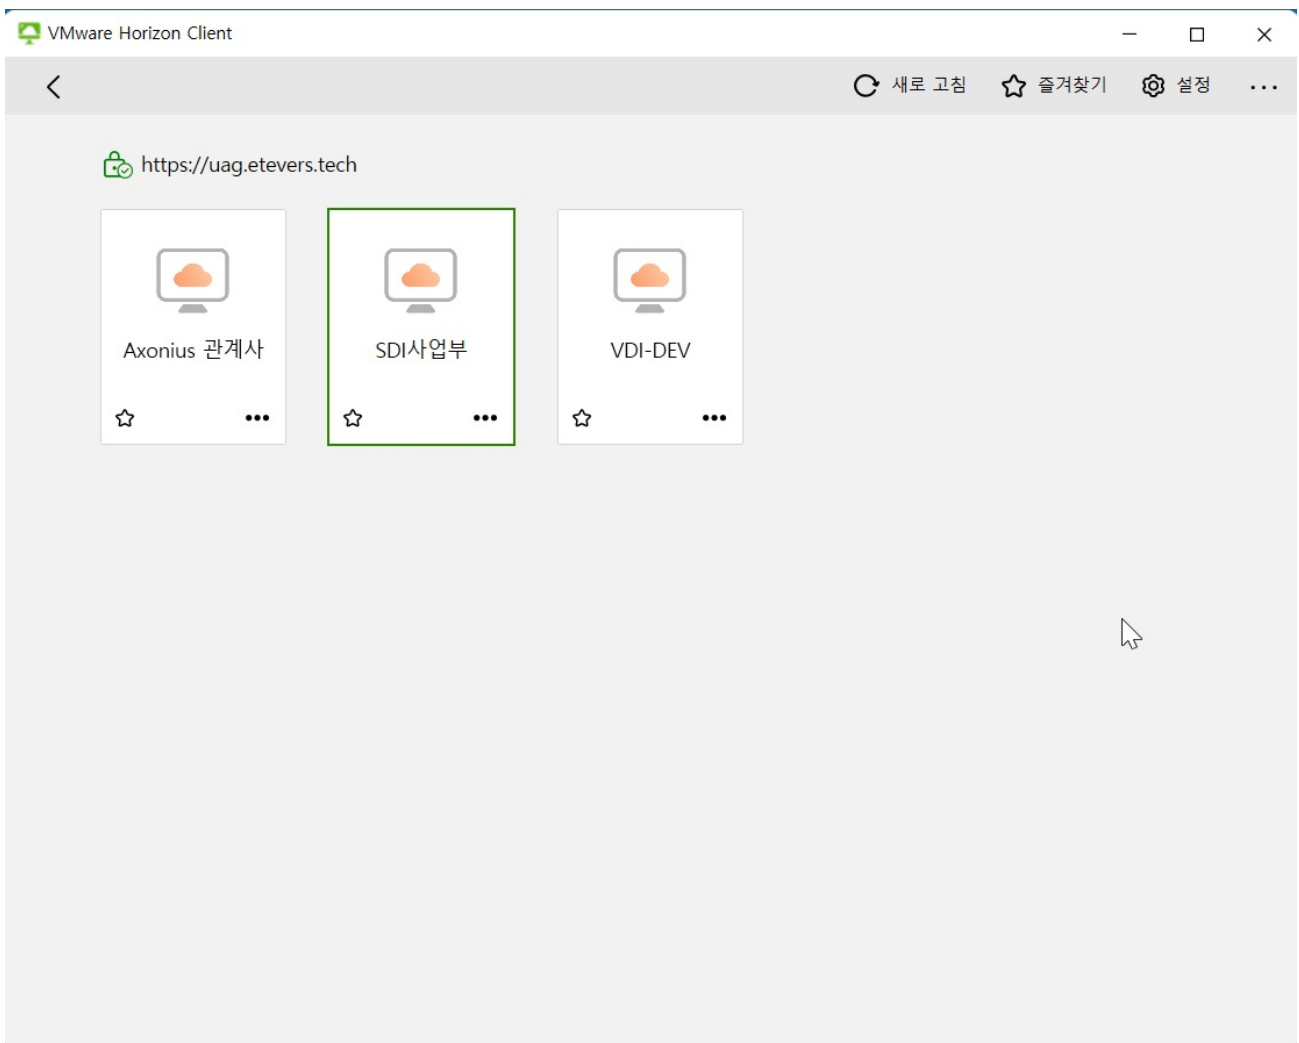 VMware Horizon Client
새로 고침 즐겨찾기 설정
https://uag.etevers.tech
Axonius 관계사 SDI사업부 VDI-DEV